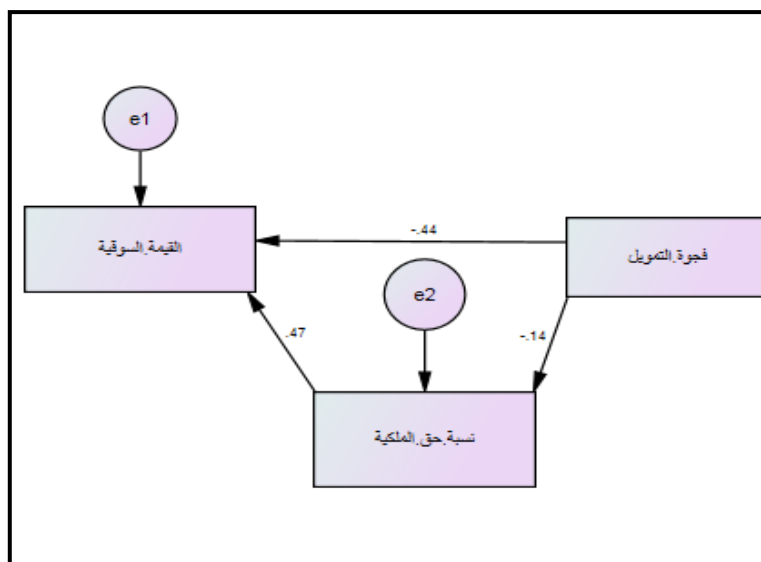 e1
القيمة.السوقية
-.44
فجوة.التمويل
e2
.47
-.14
نسبة.حق.الملكية